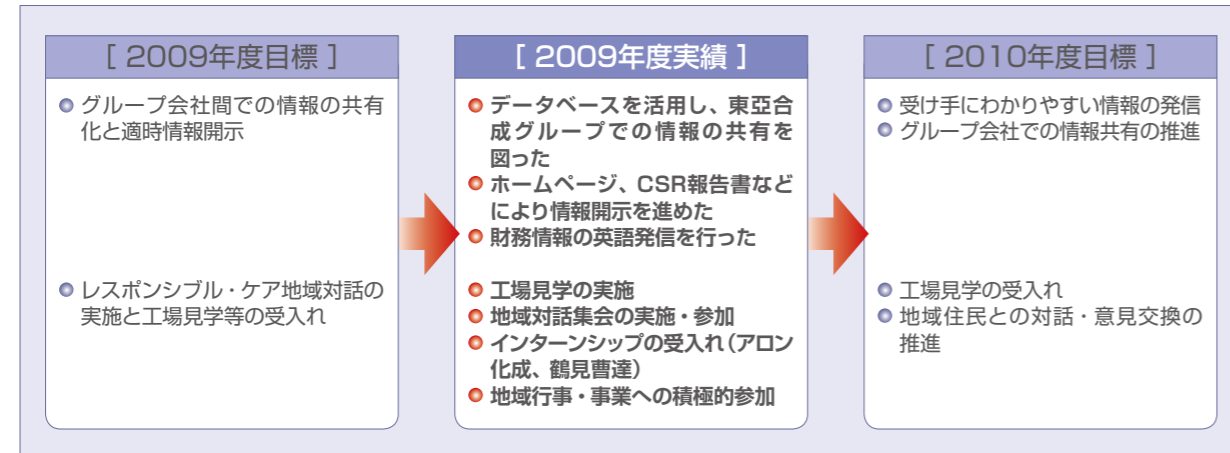 [ 2009年度目標 ]
グループ会社間での情報の共有
化と適時情報開示
レスポンシブル・ケア地域対話の
実施と工場見学等の受入れ
[ 2009年度実績 ]
データベースを活用し、東亞合
成グループでの情報の共有を
図った
ホームページ、CSR報告書など
により情報開示を進めた
財務情報の英語発信を行った
工場見学の実施
地域対話集会の実施・参加
インターンシップの受入れ(アロン
化成、鶴見曹達)
地域行事・事業への積極的参加
[ 2010年度目標 ]
受け手にわかりやすい情報の発信
グループ会社での情報共有の推進
工場見学の受入れ
地域住民との対話・意見交換の
推進